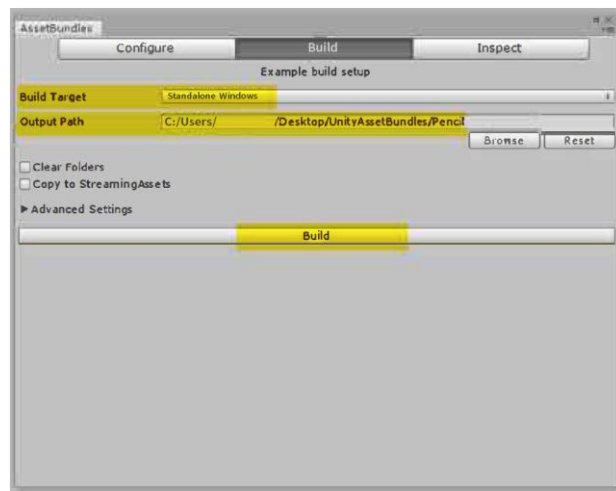 AssetBundles
Configure Build Inspect
Example build setup
Build Target Standalone Windows
Output Path C:/Users/ /Desktop/UnityAssetBundles/Pencil
Browse Reset
Clear Folders
Copy to StreamingAssets
Advanced Settings
Build